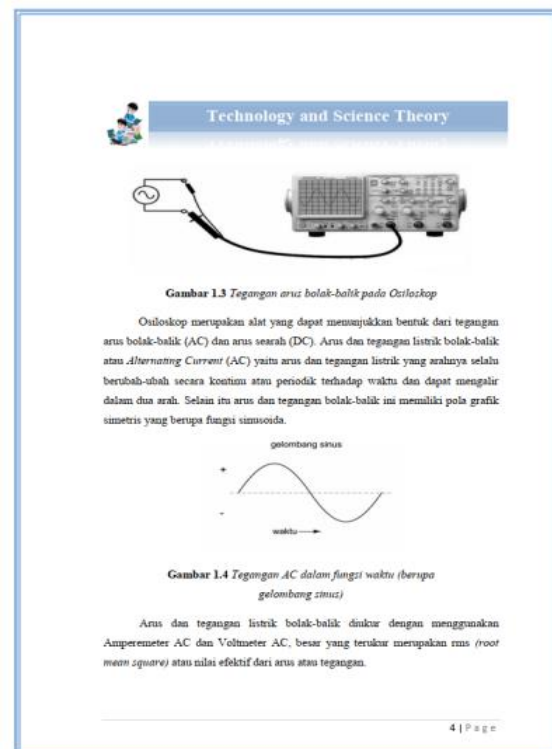 Technology and Science Theory
Gambar 1.3 Tegangan arus bolak-balik pada Osiloskop
Osiloskop merupakan alat yang dapat menunjukkan bentuk dari tegangan
arus bolak-balik (AC) dan arus searah (DC). Arus dan tegangan listrik bolak-balik
atau Alternating Current (AC) yaitu arus dan tegangan listrik yang arahnya selalu
berubah-ubah secara kontinu atau periodik terhadap waktu dan dapat mengalir
dalam dua arah. Selain itu arus dan tegangan bolak-balik ini memiliki pola grafik
simetris yang berupa fungsi sinusoida.
gelombang sinus
+
-
waktu
Gambar 1.4 Tegangan AC dalam fungsi waktu (berupa
gelombang sinus)
Arus dan tegangan listrik bolak-balik diukur dengan menggunakan
Amperemeter AC dan Voltmeter AC, besar yang terukur merupakan rms (root
mean square) atau nilai efektif dari arus atau tegangan.
4 | Page